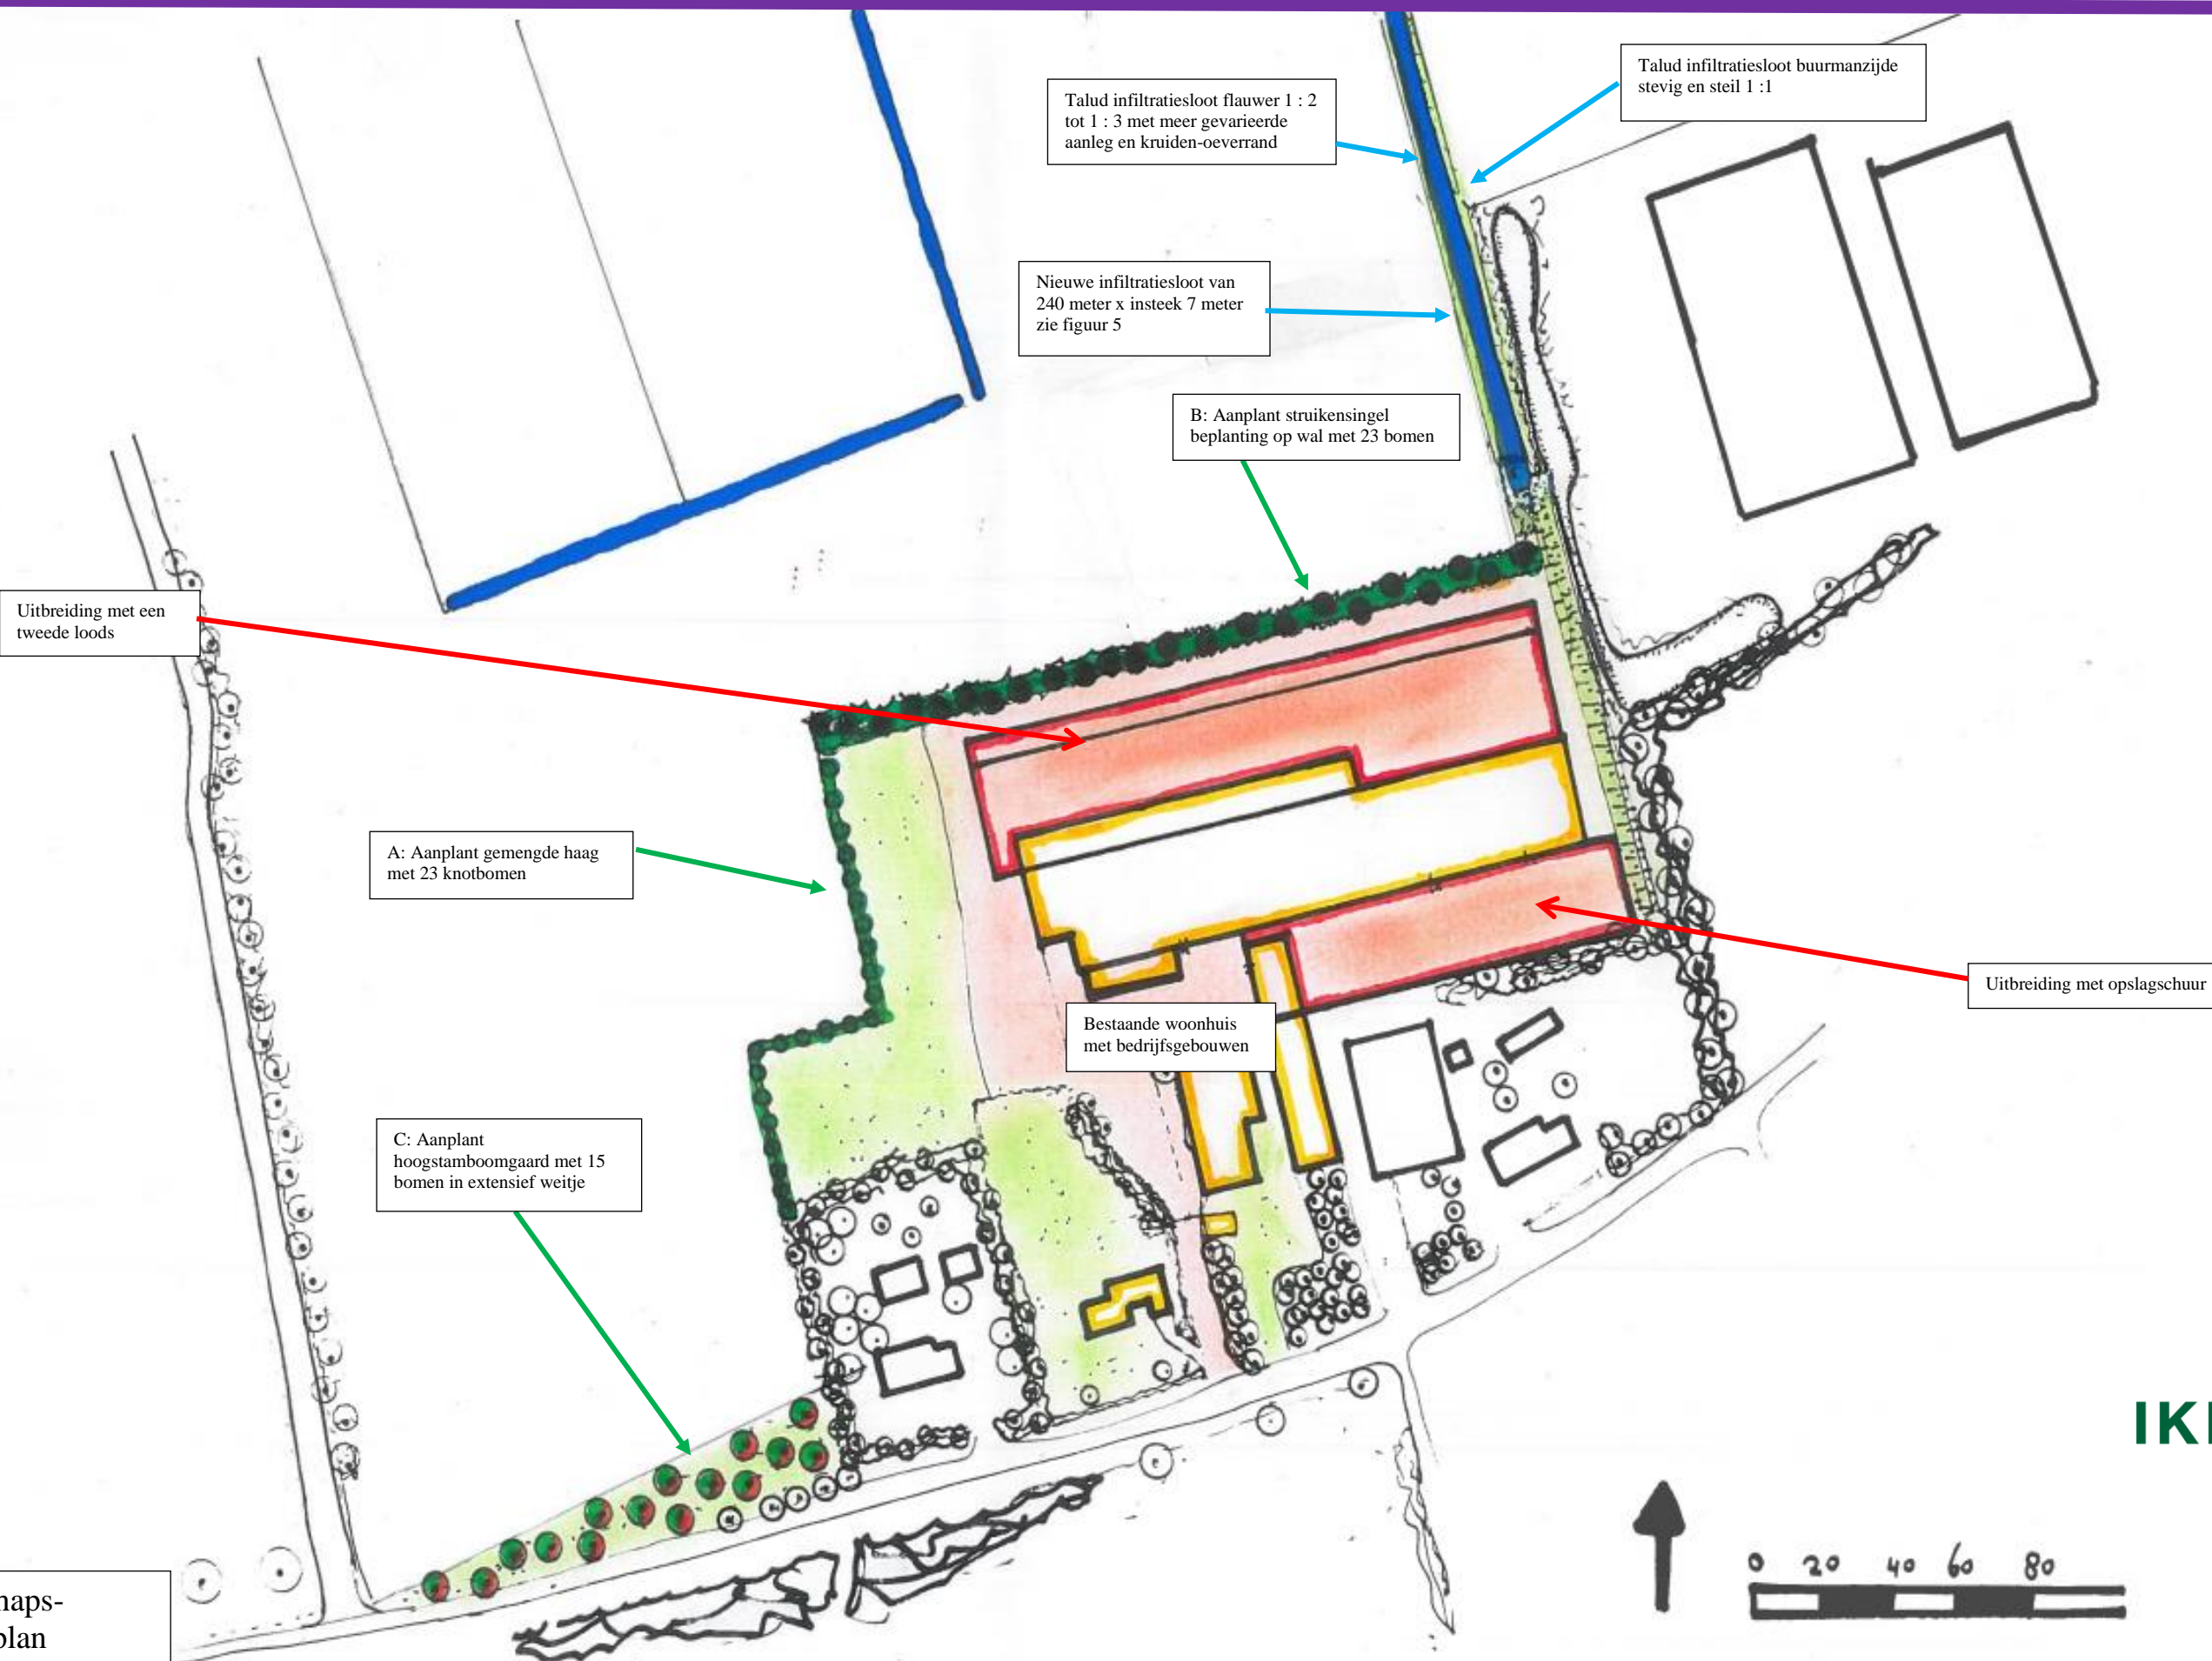 Talud infiltratiesloot buurmanzijde
stevig en steil 1 :1
Talud infiltratiesloot flauwer 1 : 2
tot 1 : 3 met meer gevarieerde
aanleg en kruiden-oeverrand
Nieuwe infiltratiesloot van
240 meter x insteek 7 meter
zie figuur 5
B: Aanplant struikensingel
beplanting op wal met 23 bomen
Uitbreiding met een
tweede loods
A: Aanplant gemengde haag
met 23 knotbomen
Uitbreiding met opslagschuur
Bestaande woonhuis
met bedrijfsgebouwen
C: Aanplant
hoogstamboomgaard met 15
bomen in extensief weitje
0 20 40 60 80
plan